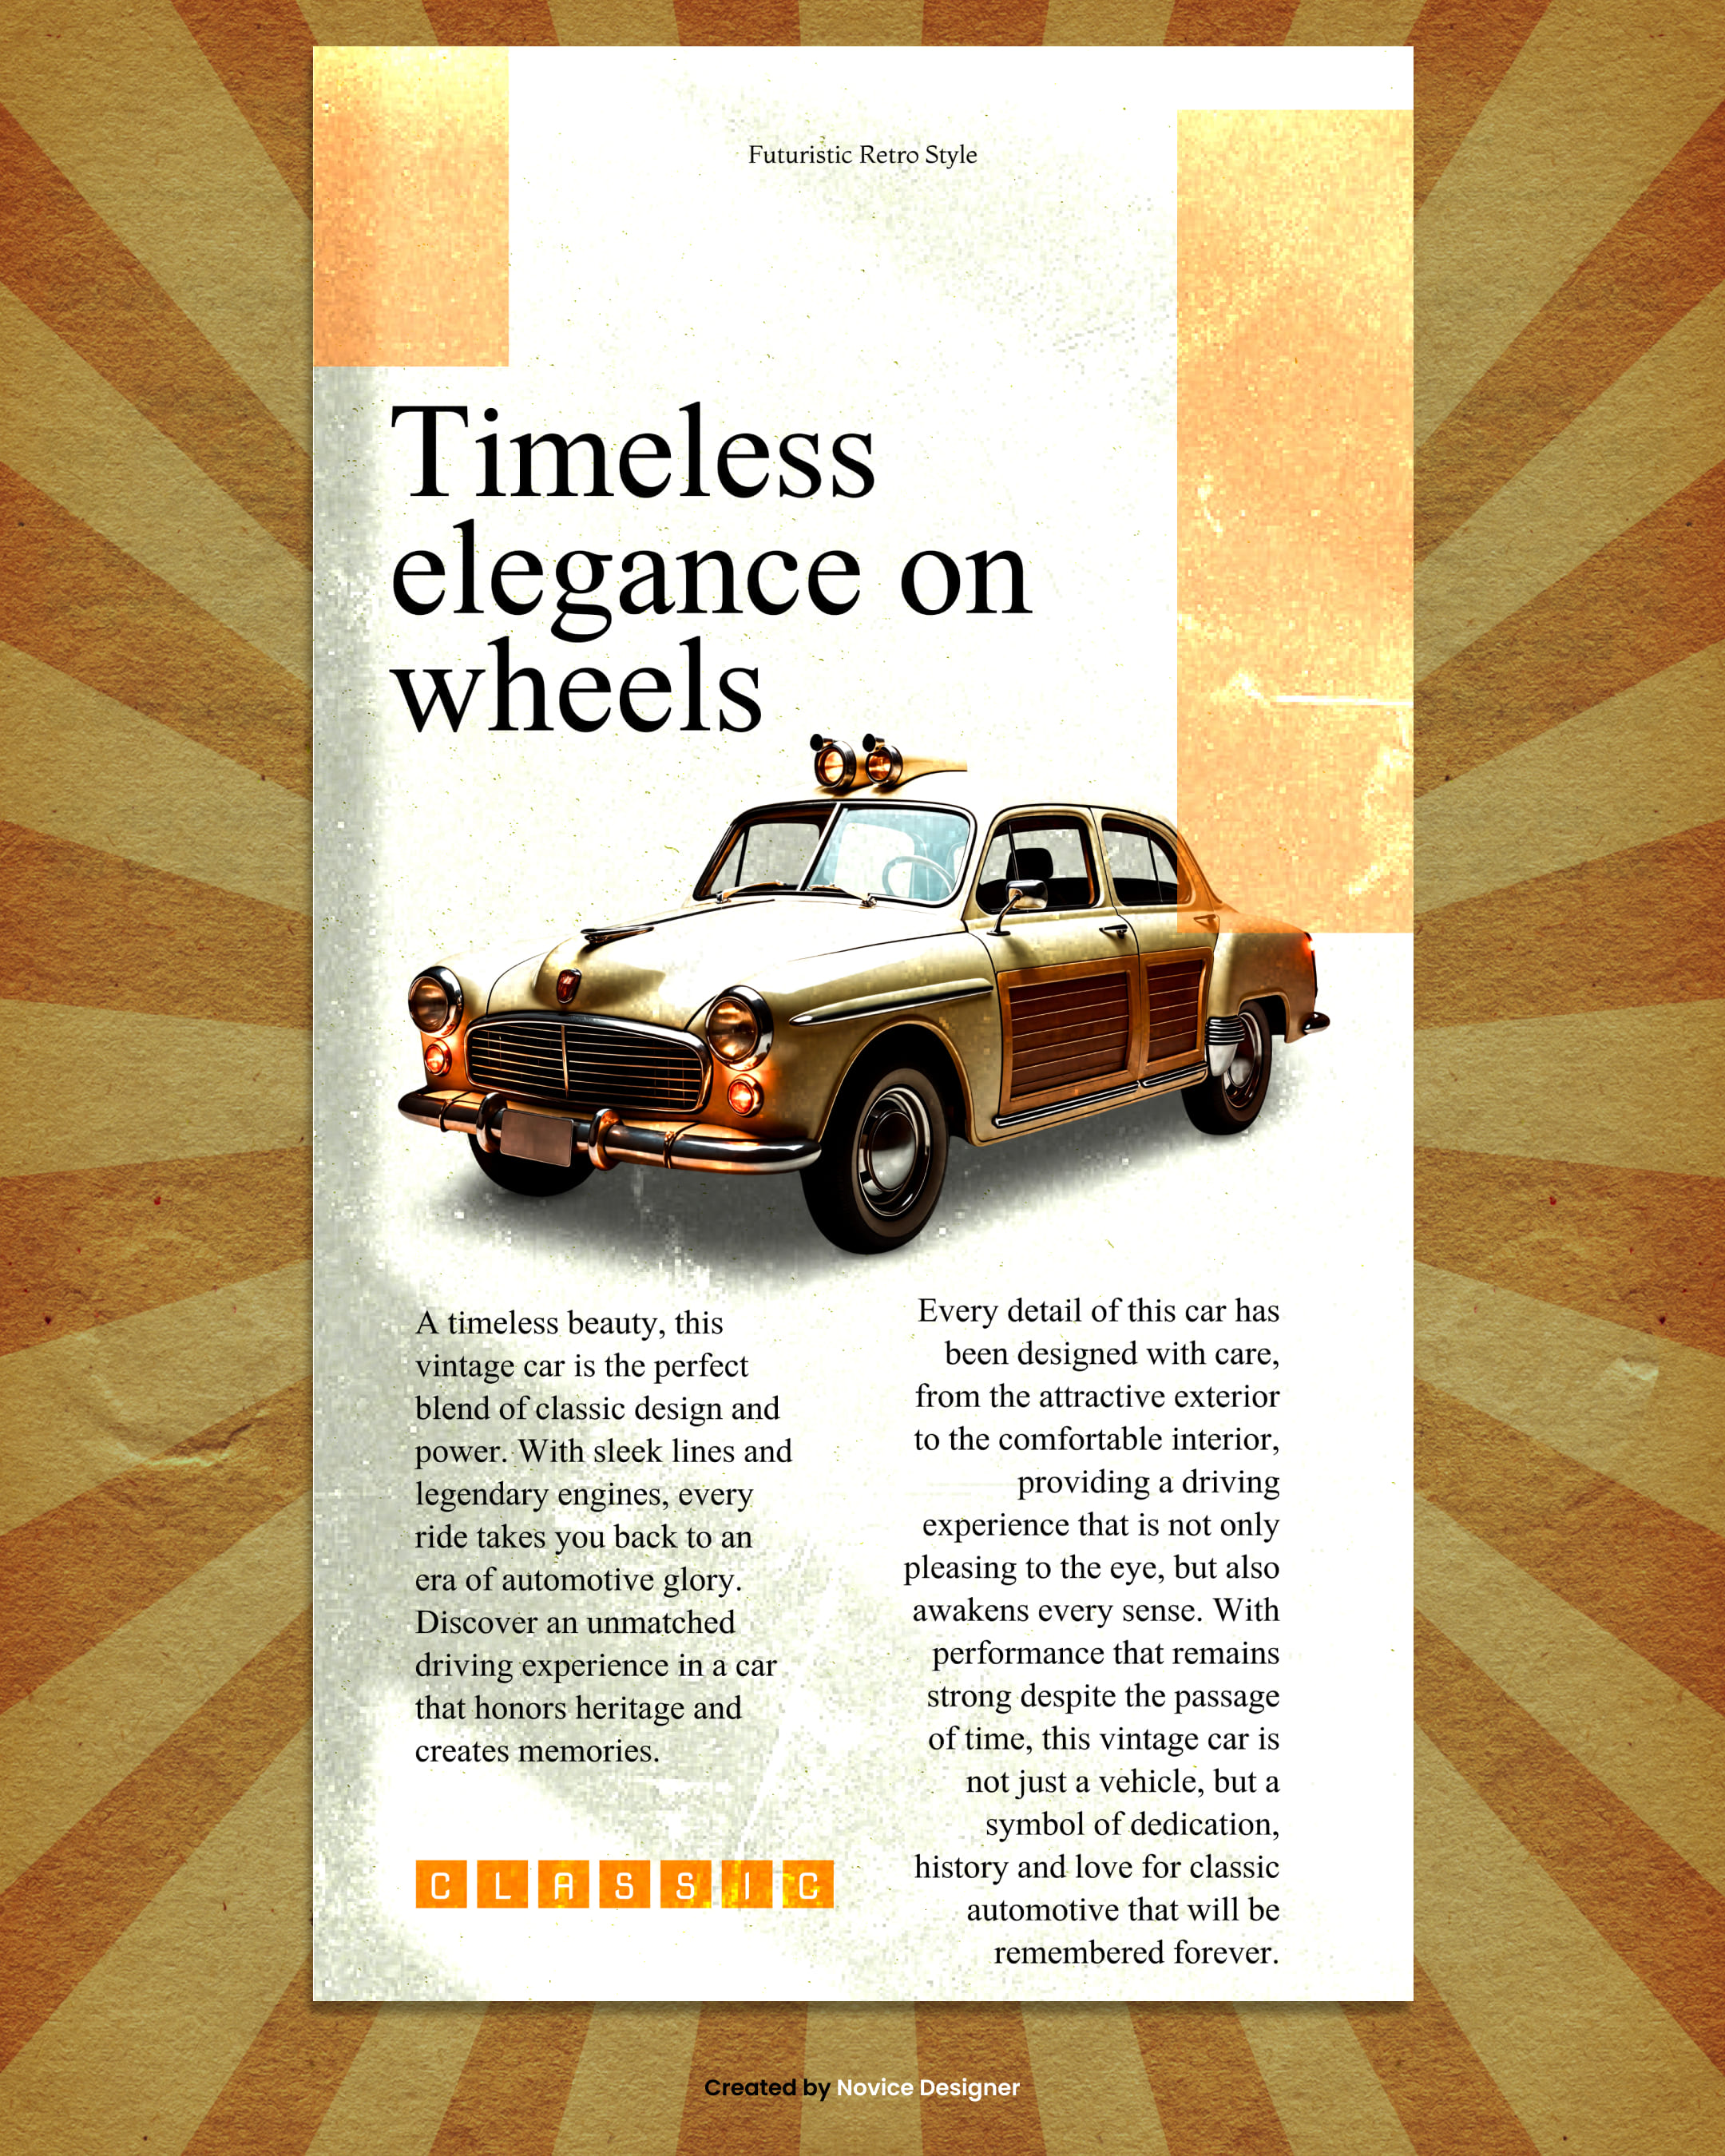 Futuristic Retro Style
Timeless
elegance on
wheels
A timeless beauty, this
vintage car is the perfect
blend of classic design and
power. With sleek lines and
legendary engines, every
ride takes you back to an
era of automotive glory.
Discover an unmatched
driving experience in a car
that honors heritage and
creates memories.
CLASSIC
Every detail of this car has
been designed with care,
from the attractive exterior
to the comfortable interior,
providing a driving
experience that is not only
pleasing to the eye, but also
awakens every sense. With
performance that remains
strong despite the passage
of time, this vintage car is
not just a vehicle, but a
symbol of dedication,
history and love for classic
automotive that will be
remembered forever.
Created by Novice Designer